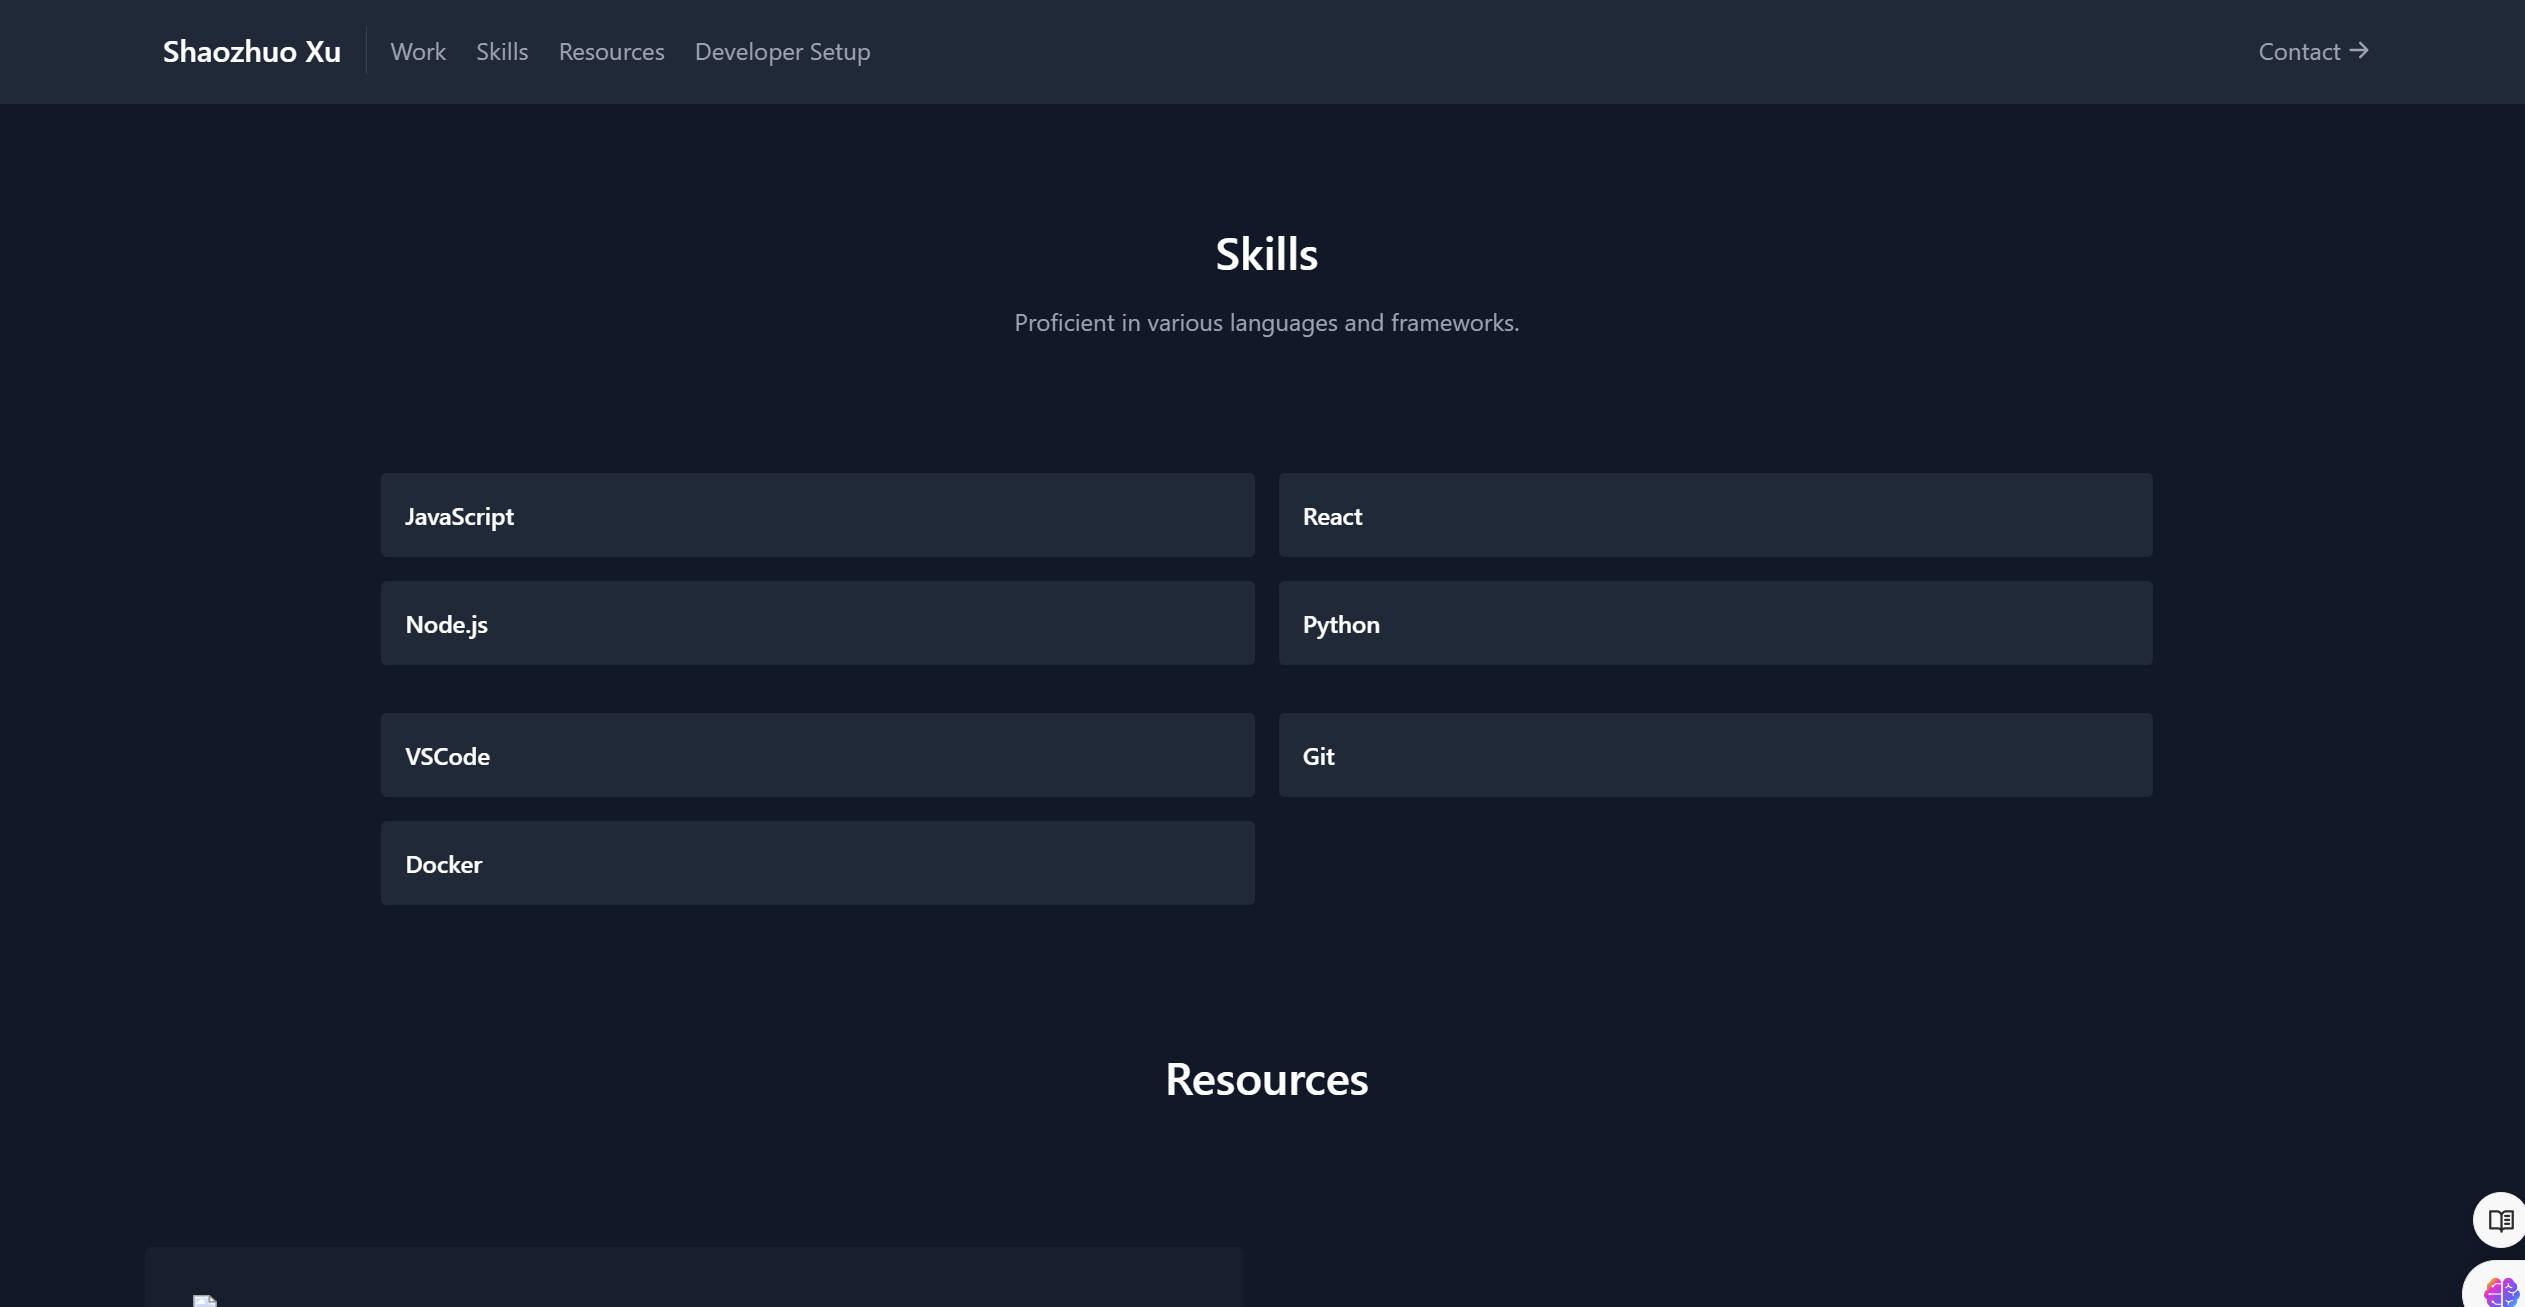 Shaozhuo Xu Work Skills Resources Developer Setup Contact →
Skills
Proficient in various languages and frameworks.
JavaScript React
Node.js Python
VSCode Git
Docker
Resources